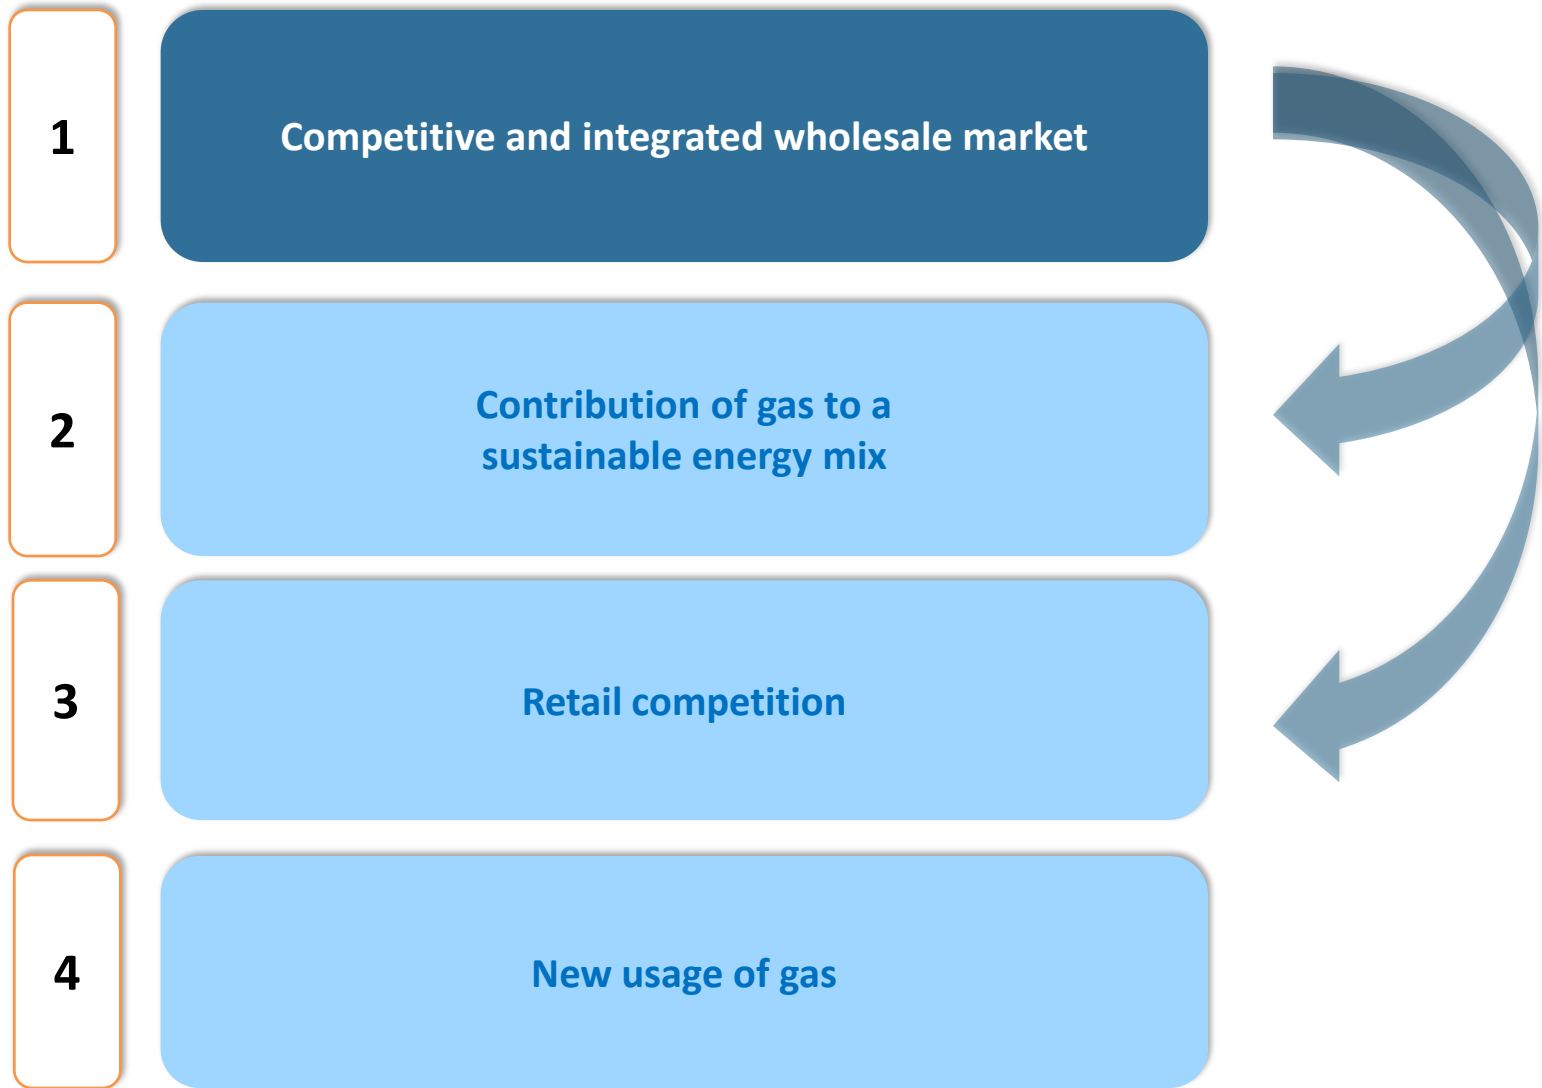 1
Competitive and integrated wholesale market
2
Contribution of gas to a
sustainable energy mix
3
Retail competition
4
New usage of gas